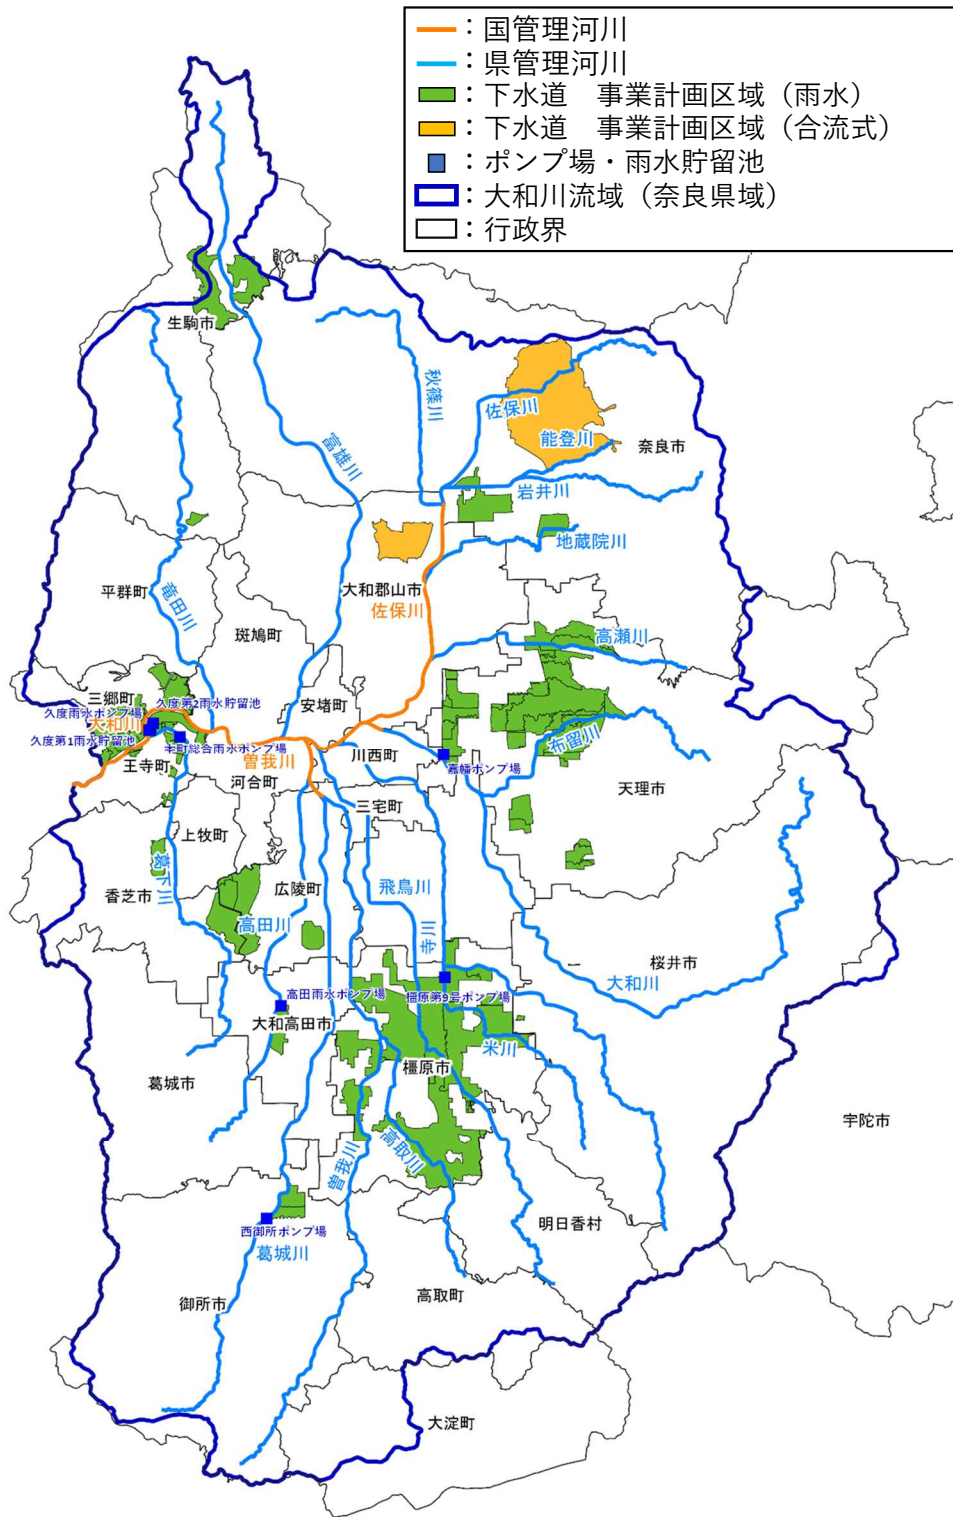 ：国管理河川
：県管理河川
：下水道　事業計画区域（雨水）
：下水道　事業計画区域（合流式）
：ポンプ場・雨水貯留池
：大和川流域（奈良県域）
：行政界
生駒市
秋篠川
佐保川
能登川
奈良市
富雄川
岩井川
地蔵院川
平群町
竜田川
大和郡山市
佐保川
斑鳩町
高瀬川
三郷町
久度第2雨水貯留池
安堵町
久度雨水ポンプ場
大和川
久度第1雨水貯留池
本町総合雨水ポンプ場
王寺町
曽我川
川西町
嘉幡ポンプ場
布留川
河合町
天理市
三宅町
上牧町
葛下川
香芝市
広陵町
飛鳥川
高田川
寺川
桜井市
大和川
高田雨水ポンプ場
橿原第9号ポンプ場
大和高田市
米川
橿原市
葛城市
宇陀市
曽我川
高取川
西御所ポンプ場
葛城川
明日香村
御所市
高取町
大淀町